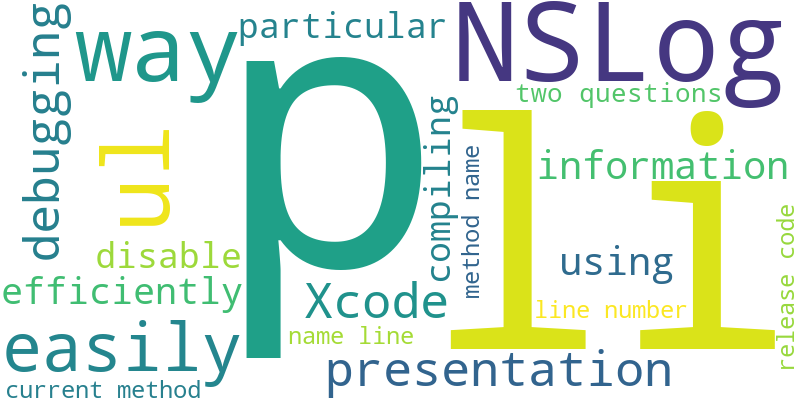 way
particular
NSLog
debugging
p
li
two questions
ul
compiling
method name
information
disable
using
efficiently
Xcode
line number
release code
easily
name line
presentation
current method